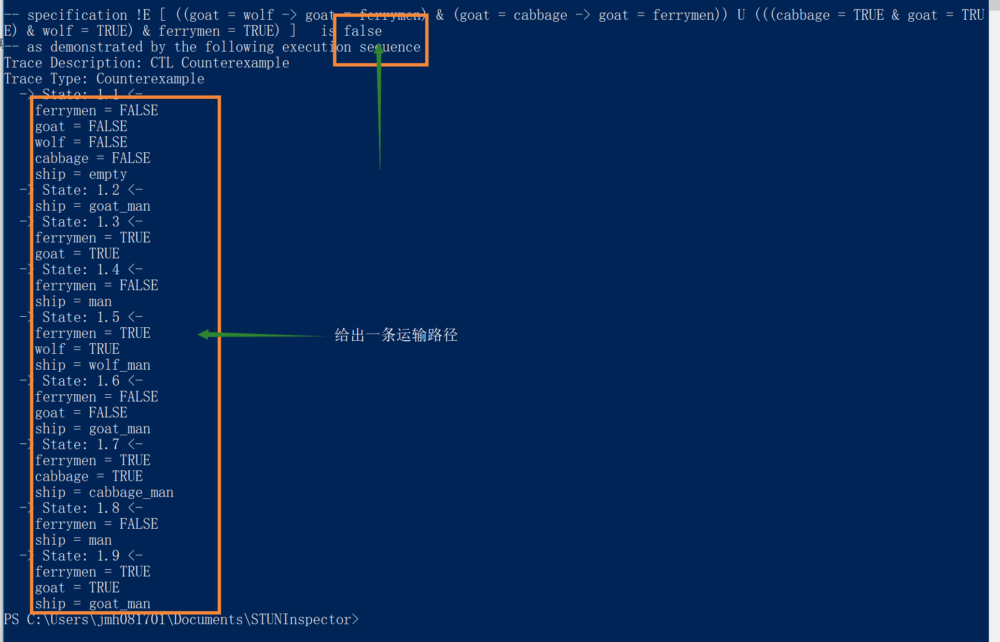 -- specification !E [ ((goat = wolf -> goat = ferrymen) & (goat = cabbage -> goat = ferrymen)) U (((cabbage = TRUE & goat = TRU
E) & wolf = TRUE) & ferrymen = TRUE) ]   is false
-- as demonstrated by the following execution sequence
Trace Description: CTL Counterexample
Trace Type: Counterexample
  -> State: 1.1 <-
    ferrymen = FALSE
    goat = FALSE
    wolf = FALSE
    cabbage = FALSE
    ship = empty
  -> State: 1.2 <-
    ship = goat_man
  -> State: 1.3 <-
    ferrymen = TRUE
    goat = TRUE
  -> State: 1.4 <-
    ferrymen = FALSE
    ship = man
  -> State: 1.5 <-
    ferrymen = TRUE
    wolf = TRUE
    ship = wolf_man
  -> State: 1.6 <-
    ferrymen = FALSE
    goat = FALSE
    ship = goat_man
  -> State: 1.7 <-
    ferrymen = TRUE
    cabbage = TRUE
    ship = cabbage_man
  -> State: 1.8 <-
    ferrymen = FALSE
    ship = man
  -> State: 1.9 <-
    ferrymen = TRUE
    goat = TRUE
    ship = goat_man
PS C:\Users\jmh081701\Documents\STUNInspector>
给出一条运输路径